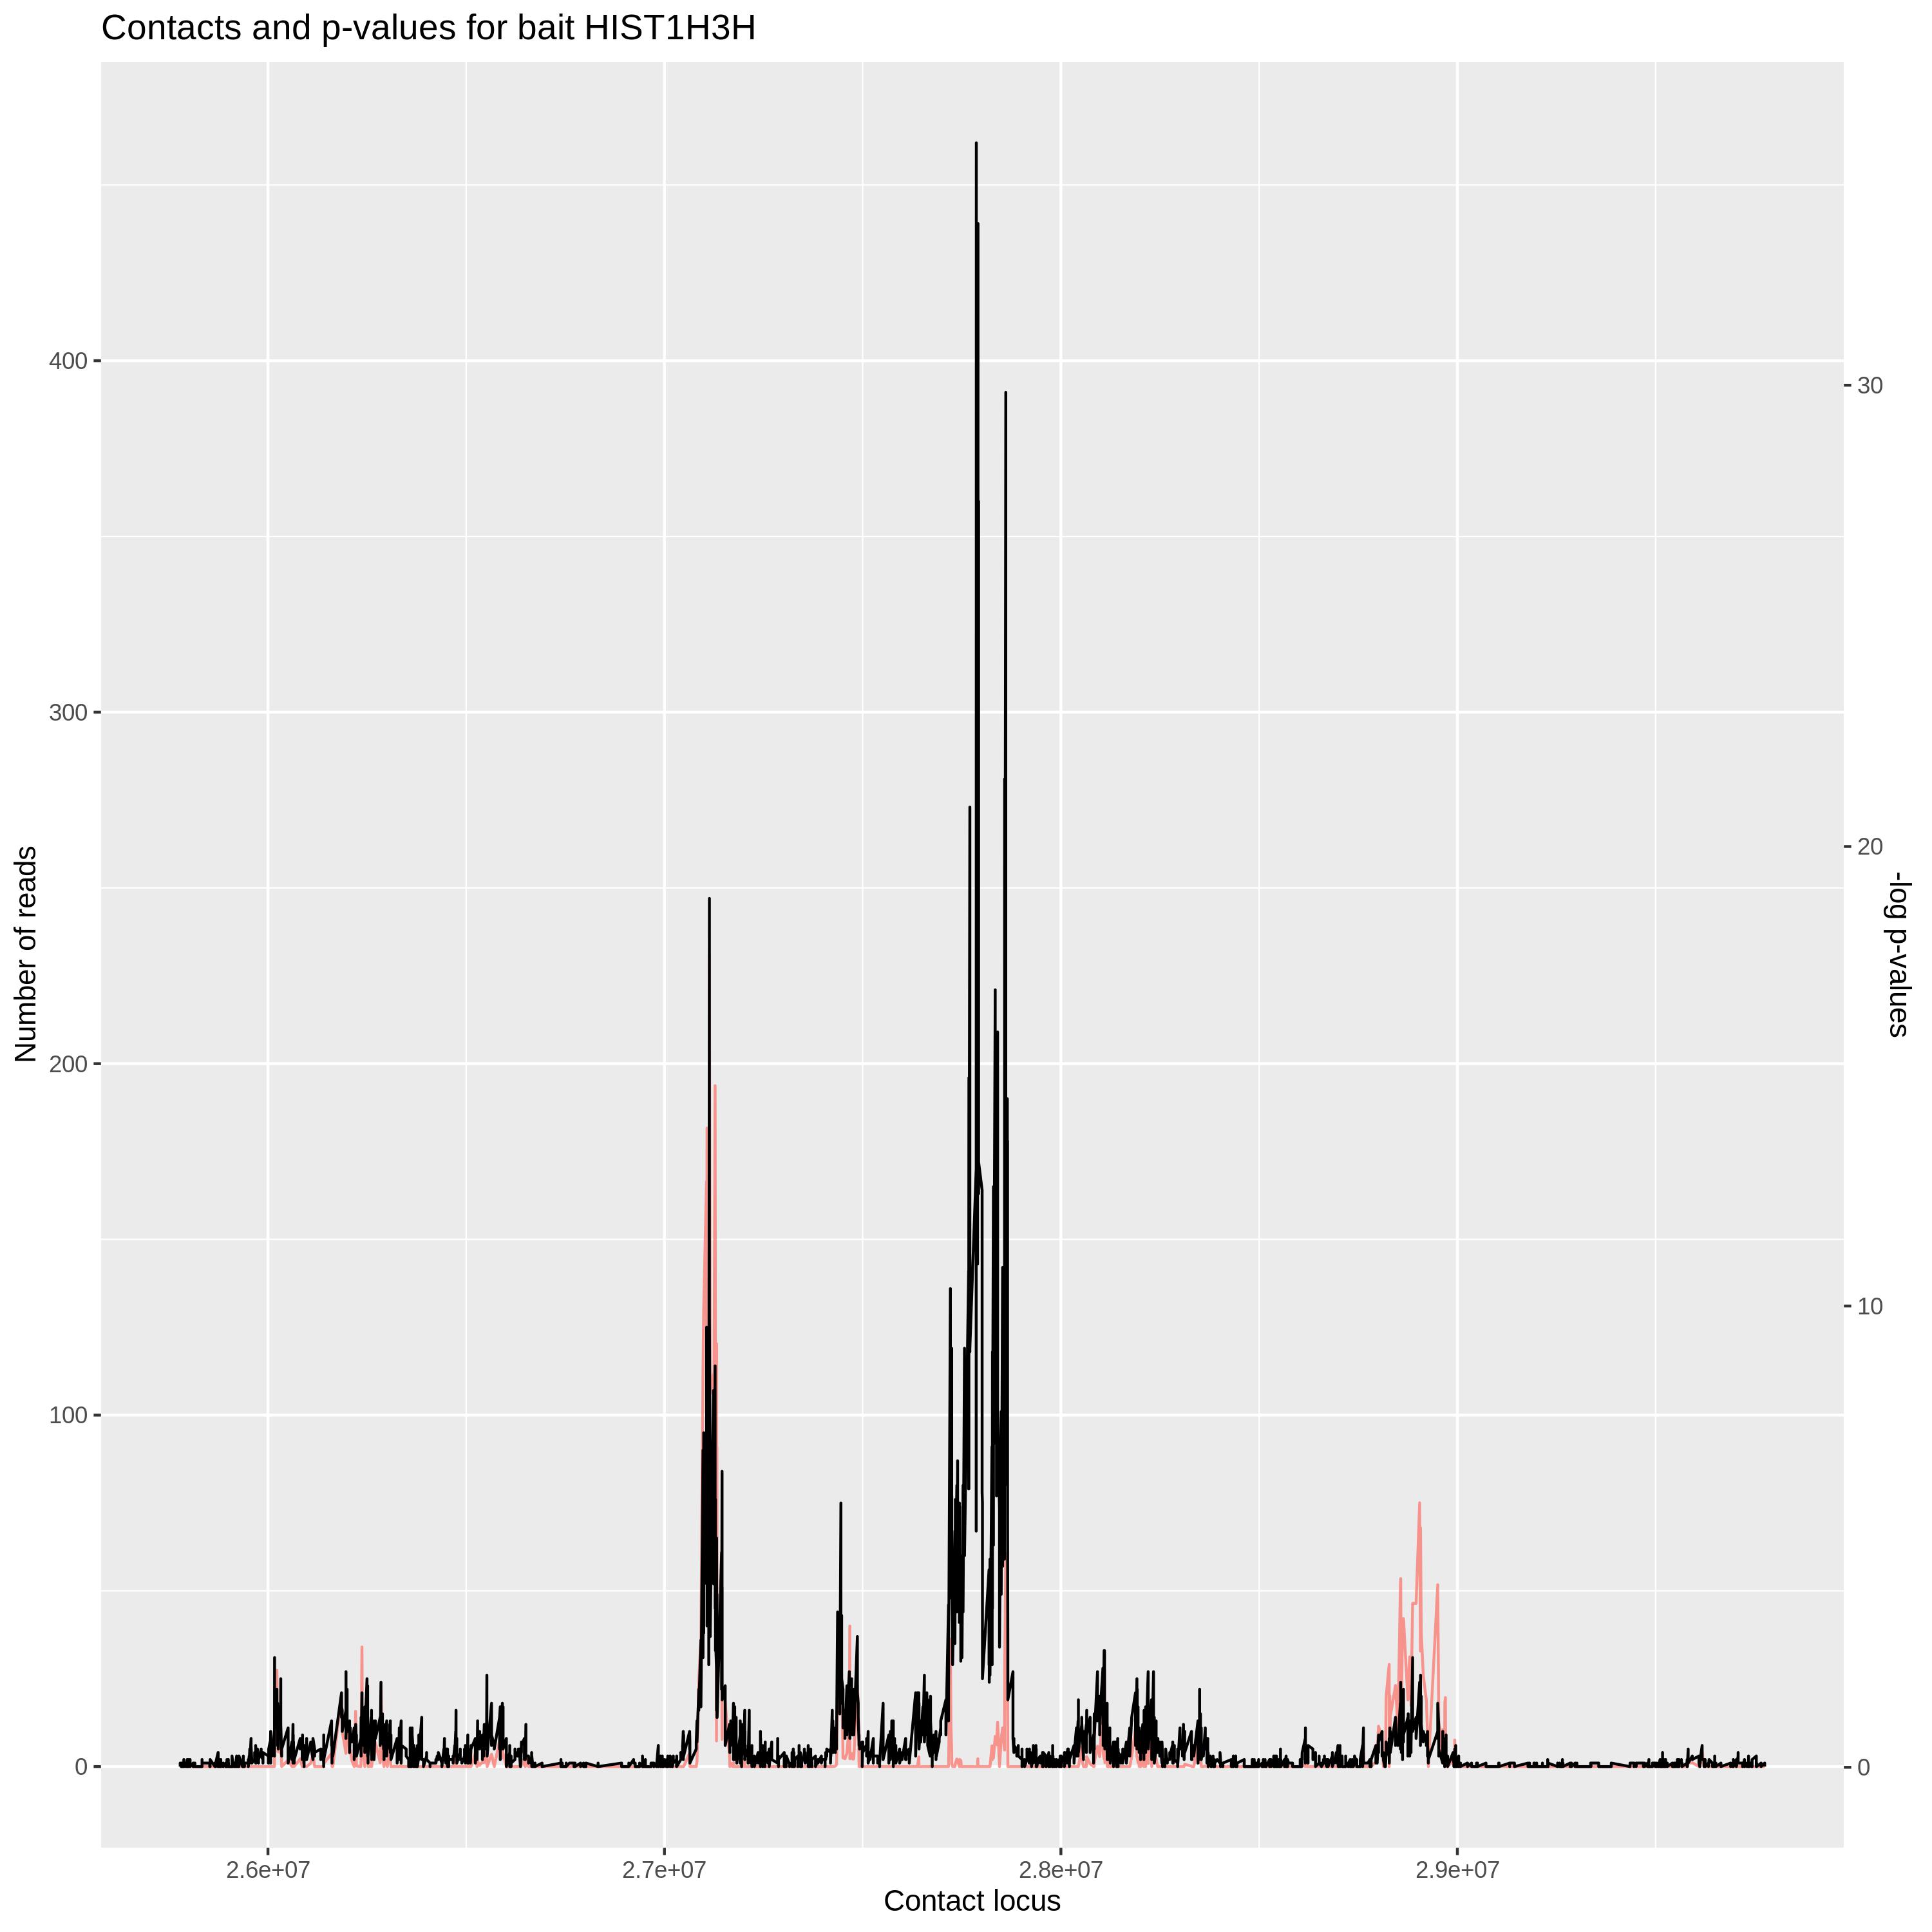 Contacts and p-values for bait HIST1H3H
400
300
200
100
0
Number of reads
30
20
10
0
-log p-values
2.6e+07
2.7e+07
2.8e+07
2.9e+07
Contact locus